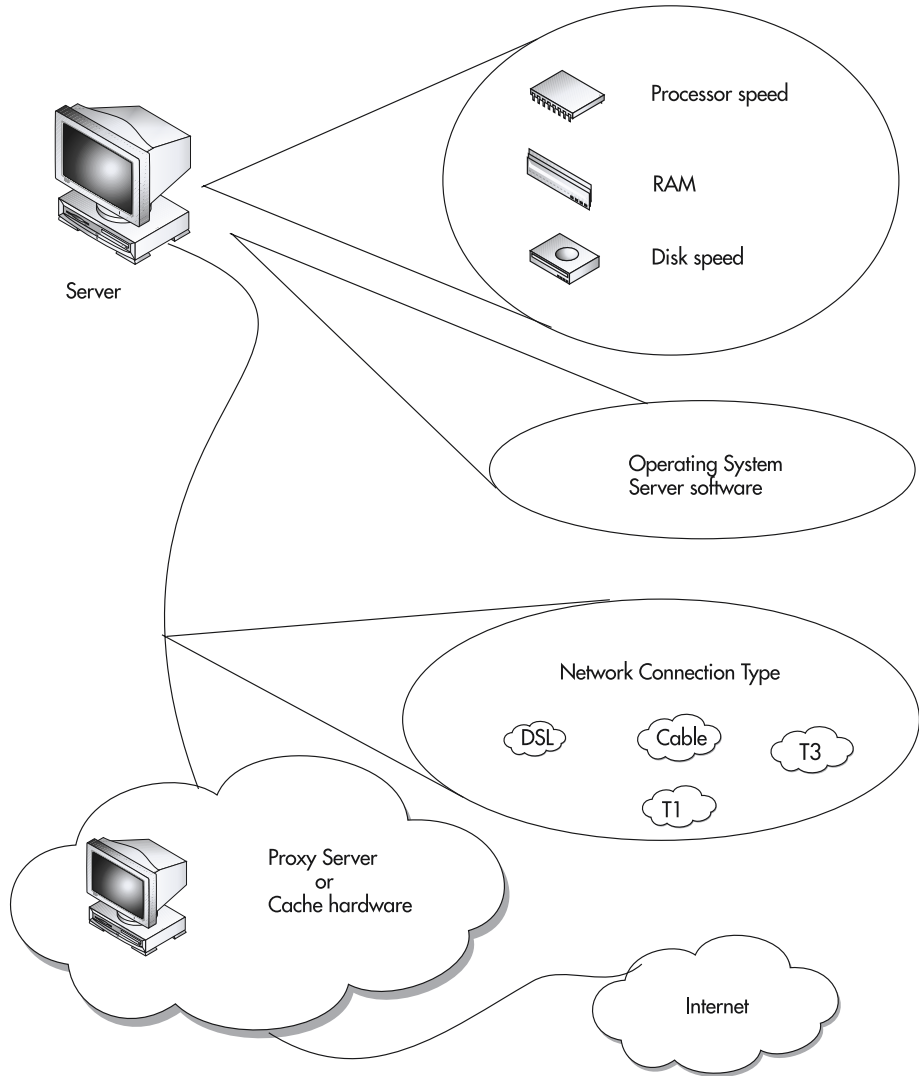 Processor speed
RAM
Disk speed
Server
Operating System
Server software
Network Connection Type
DSL
Cable
T3
T1
Proxy Server
or
Cache hardware
Internet